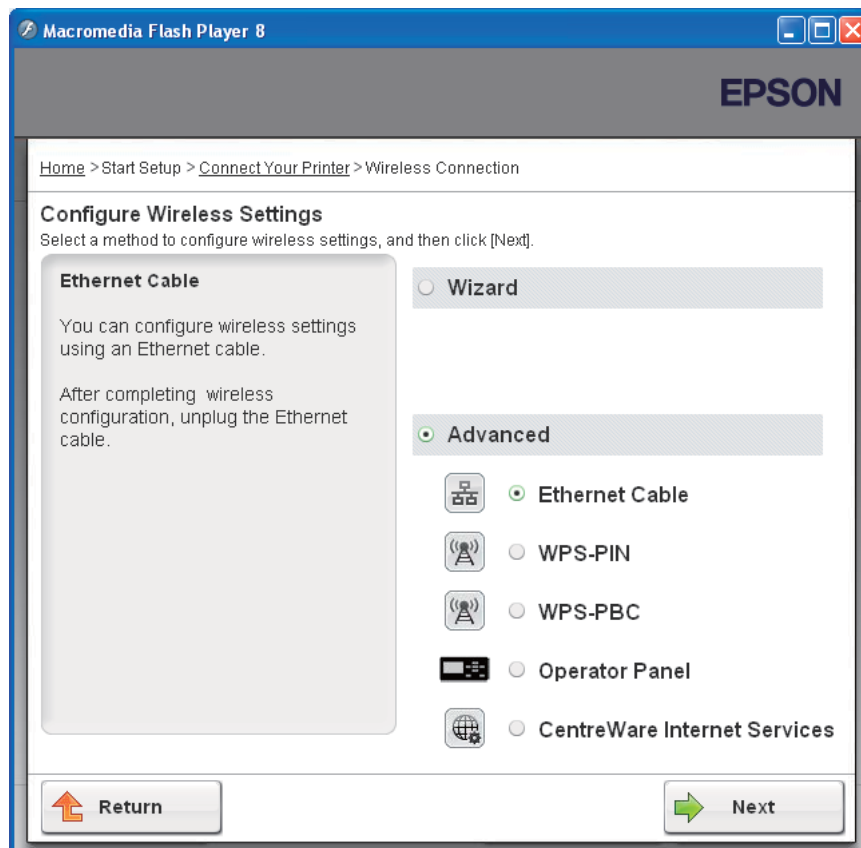 Macromedia Flash Player 8
EPSON
Home > Start Setup > Connect Your Printer > Wireless Connection
Configure Wireless Settings
Select a method to configure wireless settings, and then click [Next].
Ethernet Cable
You can configure wireless settings
using an Ethernet cable.
After completing wireless
configuration, unplug the Ethernet
cable.
Wizard
Advanced
Ethernet Cable
WPS-PIN
WPS-PBC
Operator Panel
CentreWare Internet Services
Return
Next